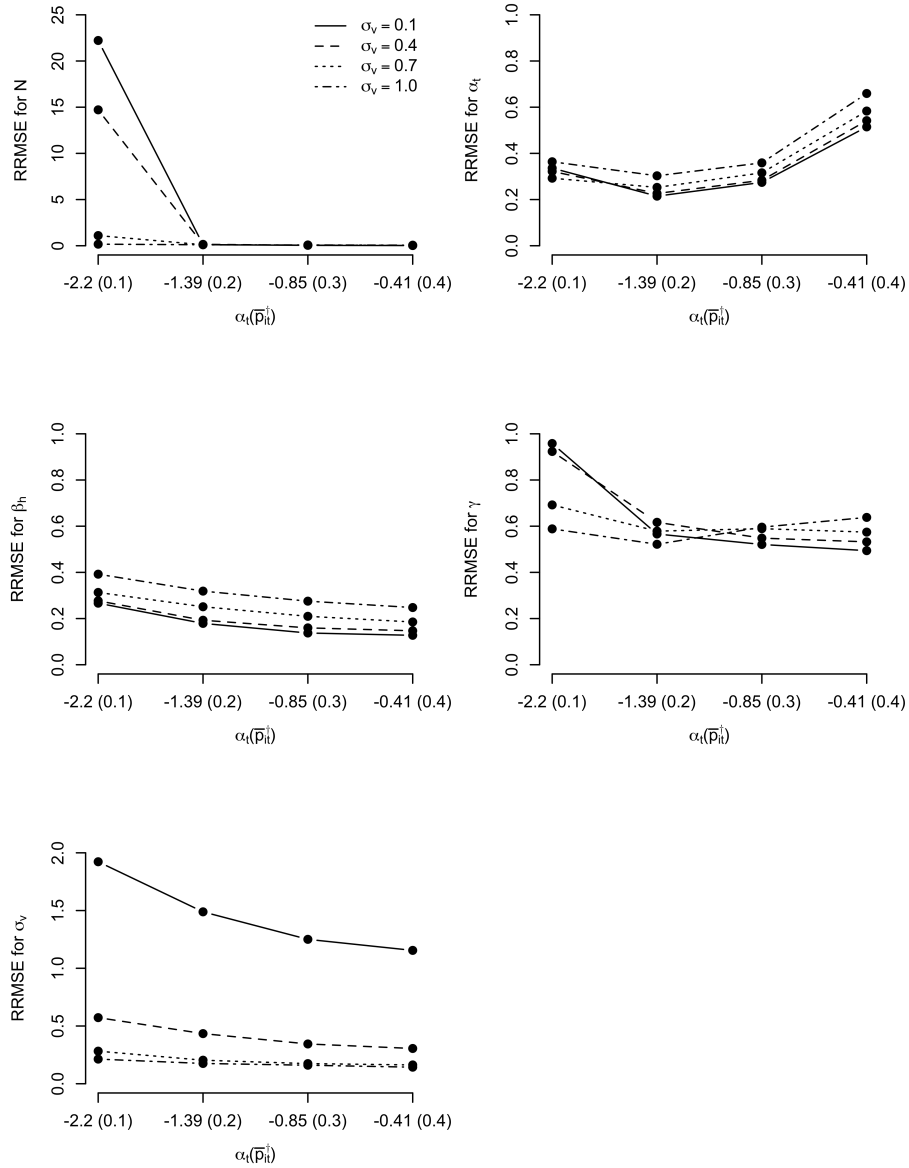 RRMSE for N
25
20
15
10
5
0
σv = 0.1
σv = 0.4
σv = 0.7
σv = 1.0
-2.2 (0.1) -1.39 (0.2) -0.85 (0.3) -0.41 (0.4)
αt(p̅it†)
RRMSE for αt
1.0
0.8
0.6
0.4
0.2
0.0
-2.2 (0.1) -1.39 (0.2) -0.85 (0.3) -0.41 (0.4)
αt(p̅it†)
RRMSE for βh
1.0
0.8
0.6
0.4
0.2
0.0
-2.2 (0.1) -1.39 (0.2) -0.85 (0.3) -0.41 (0.4)
αt(p̅it†)
RRMSE for γ
1.0
0.8
0.6
0.4
0.2
0.0
-2.2 (0.1) -1.39 (0.2) -0.85 (0.3) -0.41 (0.4)
αt(p̅it†)
RRMSE for σv
2.0
1.5
1.0
0.5
0.0
-2.2 (0.1) -1.39 (0.2) -0.85 (0.3) -0.41 (0.4)
αt(p̅it†)